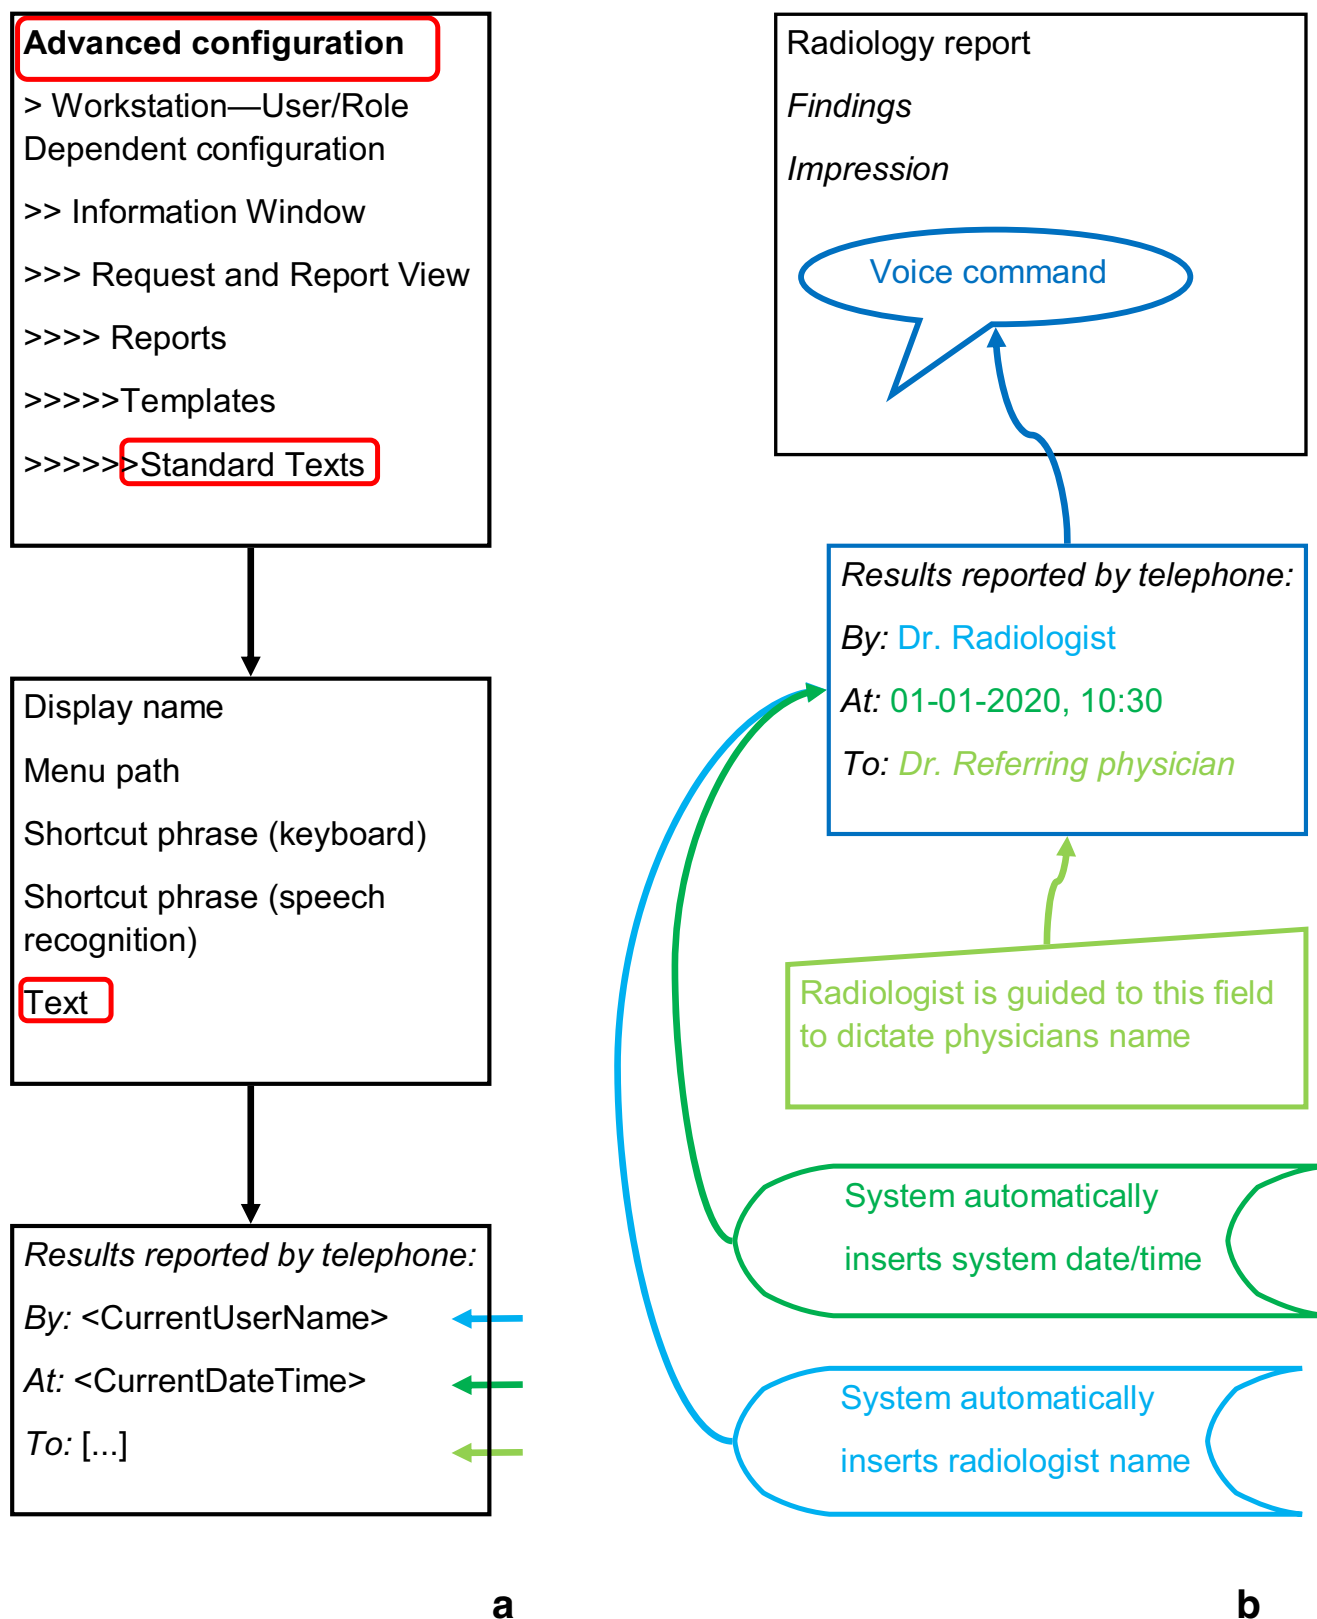 Advanced configuration
> Workstation—User/Role
Dependent configuration
>> Information Window
>>> Request and Report View
>>>> Reports
>>>>>Templates
>>>>>>Standard Texts
Display name
Menu path
Shortcut phrase (keyboard)
Shortcut phrase (speech
recognition)
Text
Results reported by telephone:
By: <CurrentUserName>
At: <CurrentDateTime>
To: [...]
a
Radiology report
Findings
Impression
Voice command
Results reported by telephone:
By: Dr. Radiologist
At: 01-01-2020, 10:30
To: Dr. Referring physician
Radiologist is guided to this field
to dictate physicians name
System automatically
inserts system date/time
System automatically
inserts radiologist name
b